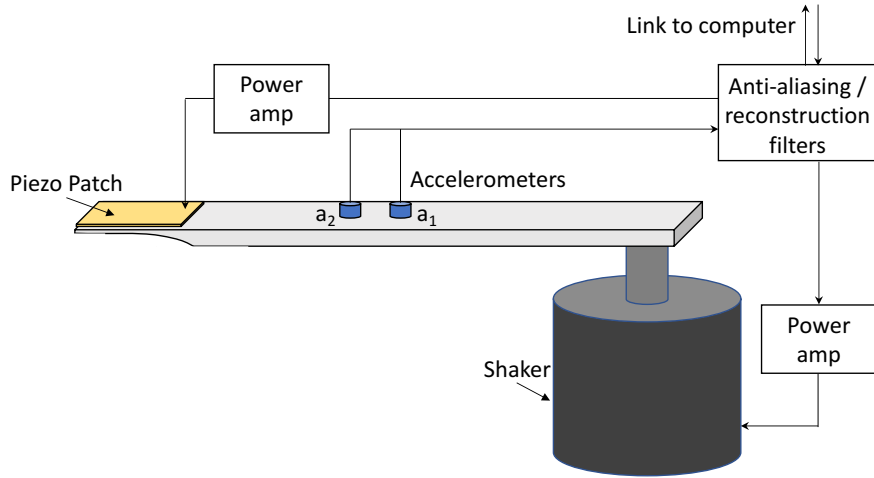 Link to computer
Power
amp
Anti-aliasing /
reconstruction
filters
Piezo Patch
Accelerometers
a2
a1
Power
amp
Shaker